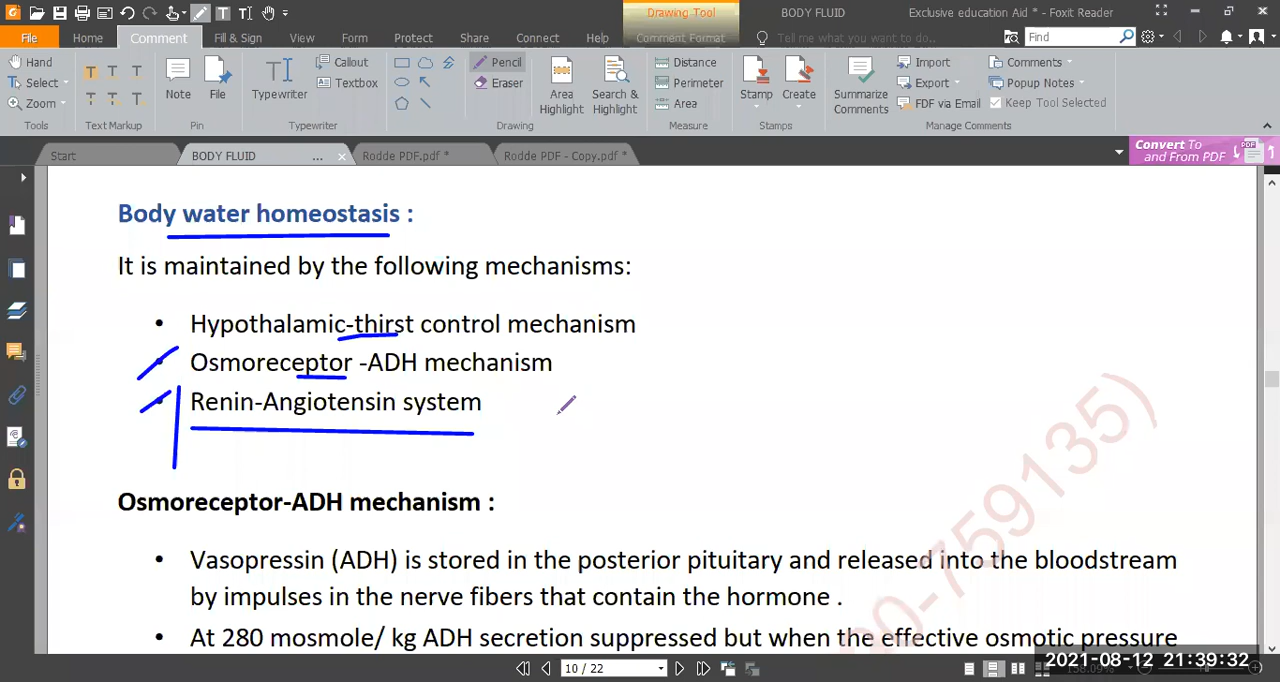 Drawing Tool BODY FLUID Exclusive education Aid * - Foxit Reader
File Home Comment Fill & Sign View Form Protect Share Connect Help Comment Format Tell me what you want to do.. Find
Hand Callout Pencil Distance Import Comments
Select Textbox Eraser Perimeter Export Popup Notes
Zoom Note File Typewriter Area Highlight Search & Highlight Area Stamp Create Summarize Comments FDF via Email Keep Tool Selected
Tools Text Markup Pin Typewriter Drawing Measure Stamps Manage Comments
Start BODY FLUID ... Rodde PDF.pdf * Rodde PDF - Copy.pdf * Convert To and From PDF
Body water homeostasis :
It is maintained by the following mechanisms:
• Hypothalamic-thirst control mechanism
• Osmoreceptor -ADH mechanism
• Renin-Angiotensin system
Osmoreceptor-ADH mechanism :
• Vasopressin (ADH) is stored in the posterior pituitary and released into the bloodstream
by impulses in the nerve fibers that contain the hormone .
• At 280 mosmole/ kg ADH secretion suppressed but when the effective osmotic pressure
00-759135)
10 / 22
2021-08-12 21:39:32